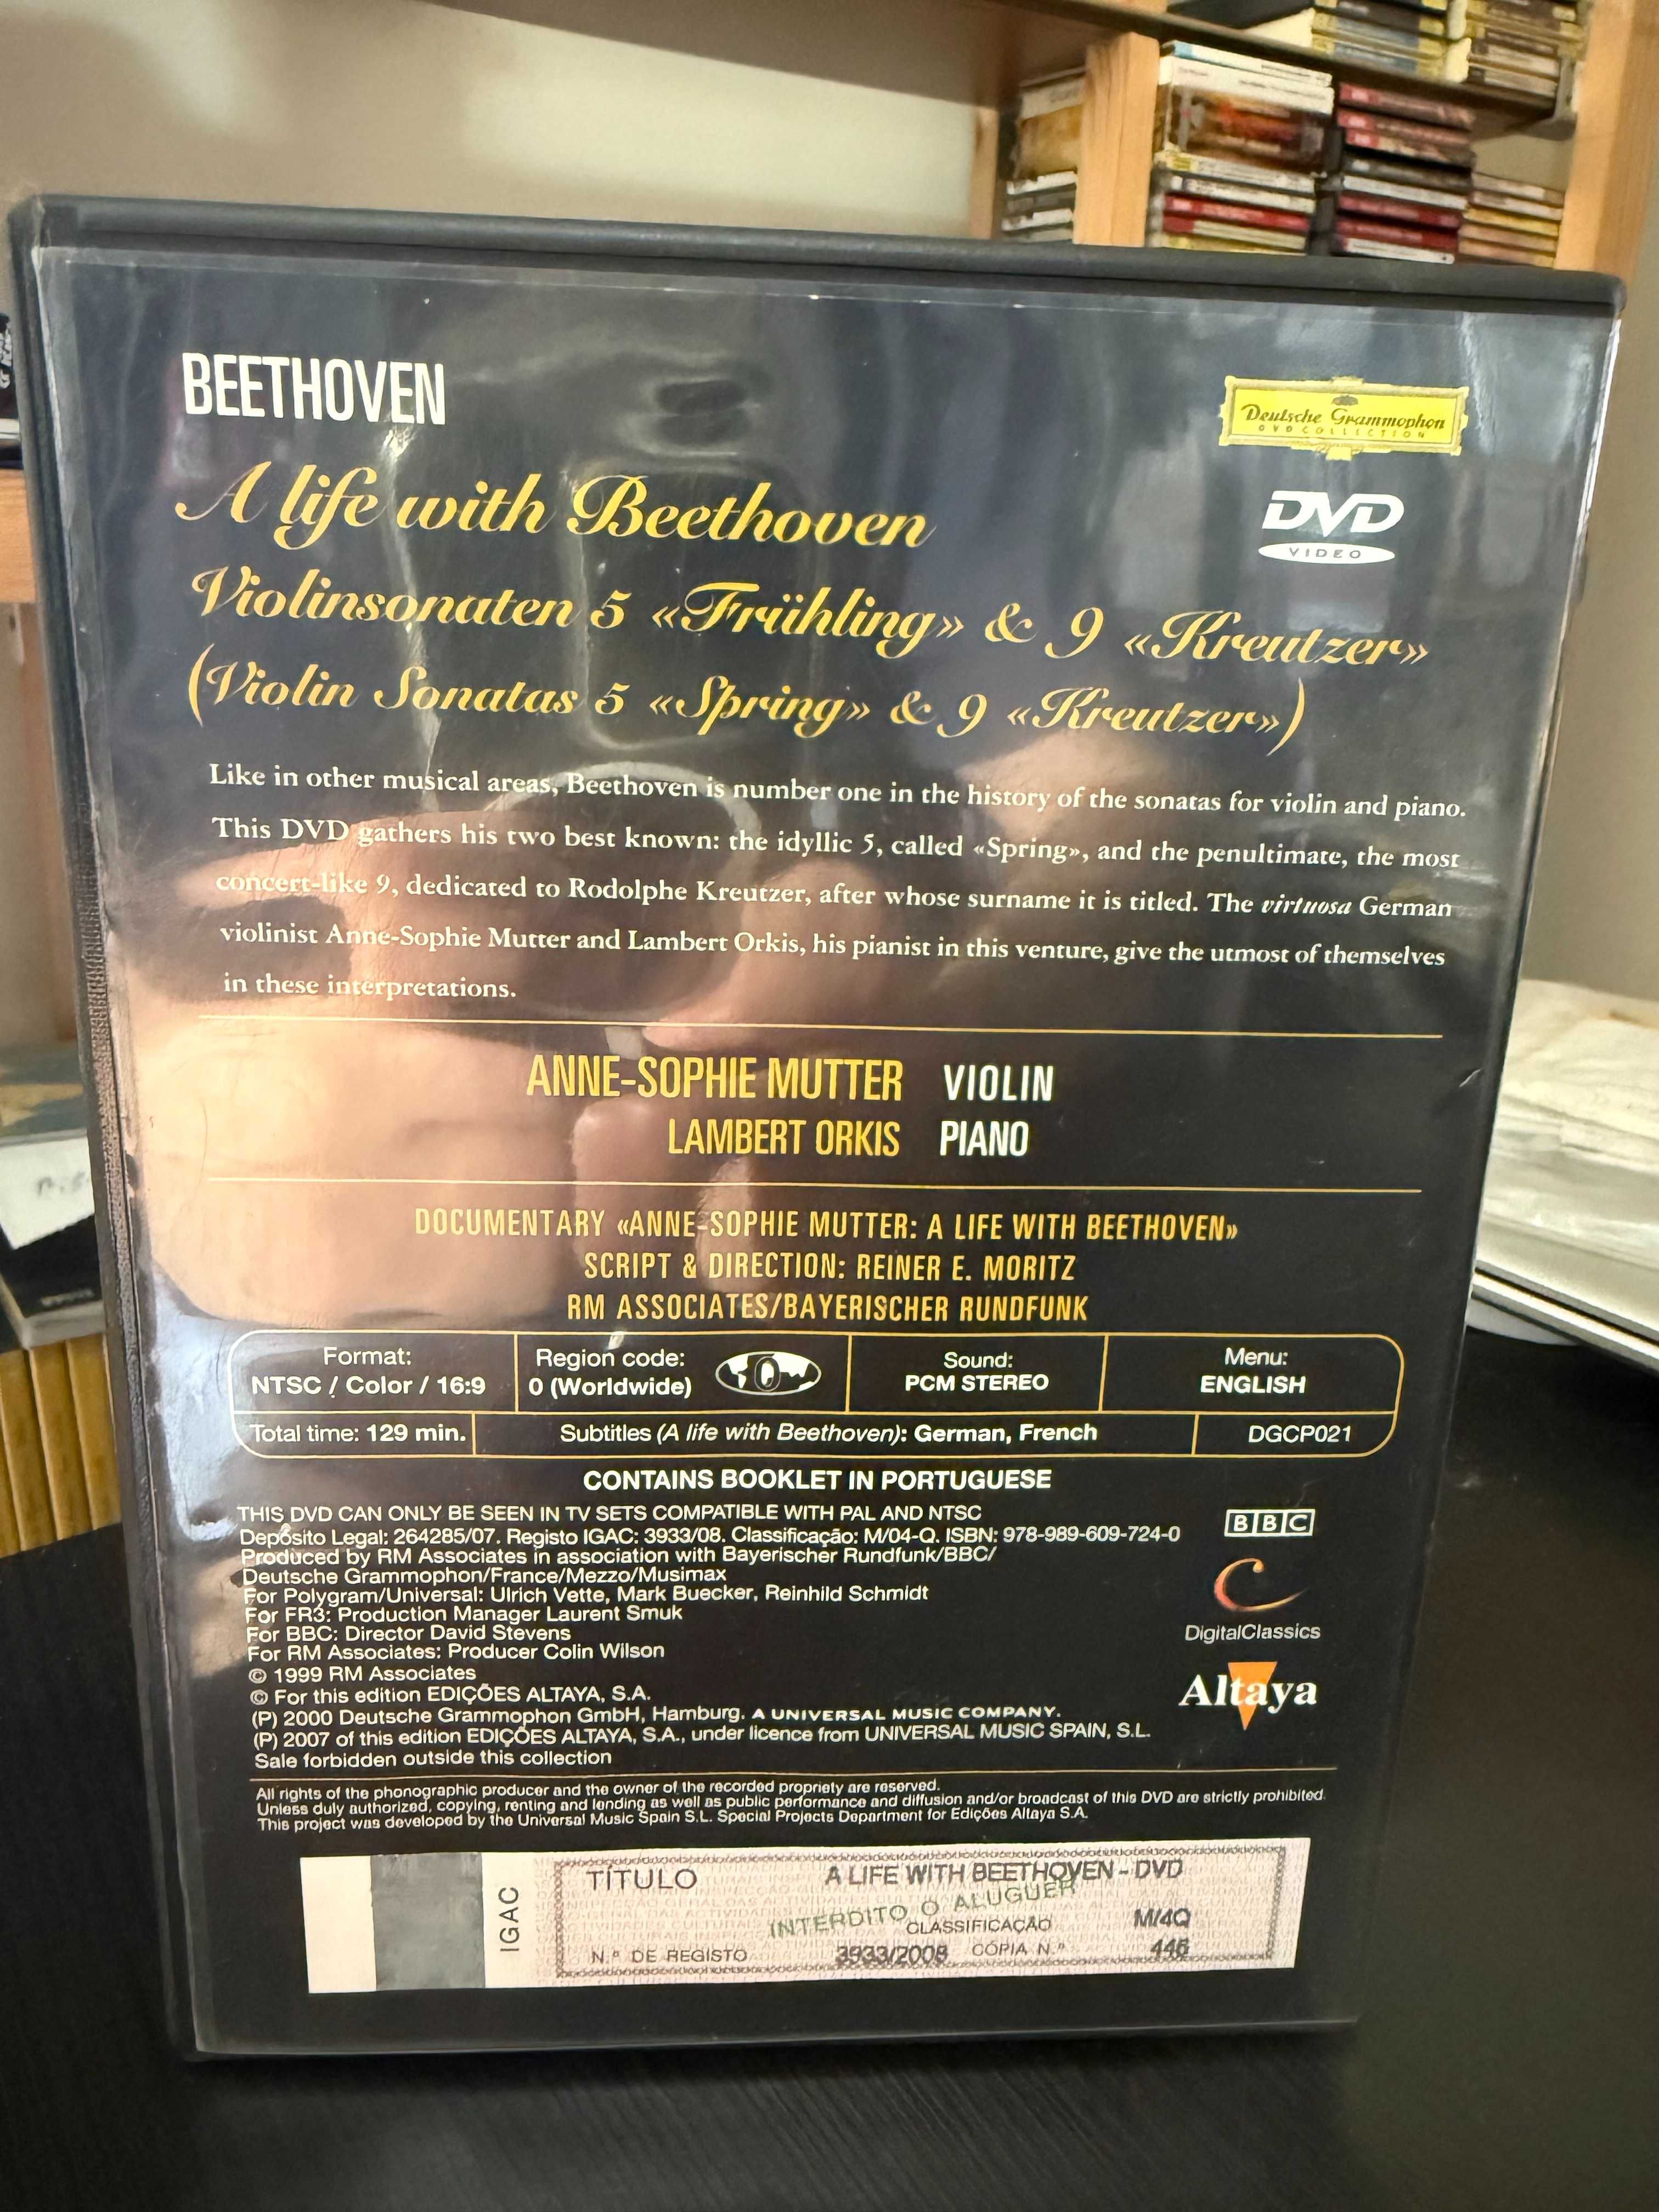 BEETHOVEN
Deutsche Grammophon
DVD COLLECTION
A life with Beethoven
DVD
VIDEO
Violinsonaten 5 «Frühling» & 9 «Kreutzer»
(Violin Sonatas 5 «Spring» & 9 «Kreutzer»)
Like in other musical areas, Beethoven is number one in the history of the sonatas for violin and piano.
This DVD gathers his two best known: the idyllic 5, called «Spring», and the penultimate, the most
concert-like 9, dedicated to Rodolphe Kreutzer, after whose surname it is titled. The virtuosa German
violinist Anne-Sophie Mutter and Lambert Orkis, his pianist in this venture, give the utmost of themselves
in these interpretations.
ANNE-SOPHIE MUTTER VIOLIN
LAMBERT ORKIS PIANO
DOCUMENTARY «ANNE-SOPHIE MUTTER: A LIFE WITH BEETHOVEN»
SCRIPT & DIRECTION: REINER E. MORITZ
RM ASSOCIATES/BAYERISCHER RUNDFUNK
Format:
NTSC / Color / 16:9
Region code:
0 (Worldwide)
0
Sound:
PCM STEREO
Menu:
ENGLISH
Total time: 129 min.
Subtitles (A life with Beethoven): German, French
DGCP021
CONTAINS BOOKLET IN PORTUGUESE
THIS DVD CAN ONLY BE SEEN IN TV SETS COMPATIBLE WITH PAL AND NTSC
Depósito Legal: 264285/07. Registo IGAC: 3933/08. Classificação: M/04-Q. ISBN: 978-989-609-724-0
Produced by RM Associates in association with Bayerischer Rundfunk/BBC/
Deutsche Grammophon/France/Mezzo/Musimax
For Polygram/Universal: Ulrich Vette, Mark Buecker, Reinhild Schmidt
For FR3: Production Manager Laurent Smuk
For BBC: Director David Stevens
For RM Associates: Producer Colin Wilson
© 1999 RM Associates
© For this edition EDIÇÕES ALTAYA, S.A.
(P) 2000 Deutsche Grammophon GmbH, Hamburg. A UNIVERSAL MUSIC COMPANY.
(P) 2007 of this edition EDIÇÕES ALTAYA, S.A., under licence from UNIVERSAL MUSIC SPAIN, S.L.
Sale forbidden outside this collection
BBC
DigitalClassics
Altaya
All rights of the phonographic producer and the owner of the recorded propriety are reserved.
Unless duly authorized, copying, renting and lending as well as public performance and diffusion and/or broadcast of this DVD are strictly prohibited.
This project was developed by the Universal Music Spain S.L. Special Projects Department for Edições Altaya S.A.
IGAC
TÍTULO A LIFE WITH BEETHOVEN - DVD
INTERDITO O ALUGUER
CLASSIFICAÇÃO M/4Q
N.º DE REGISTO 3933/2008 CÓPIA N.º 446